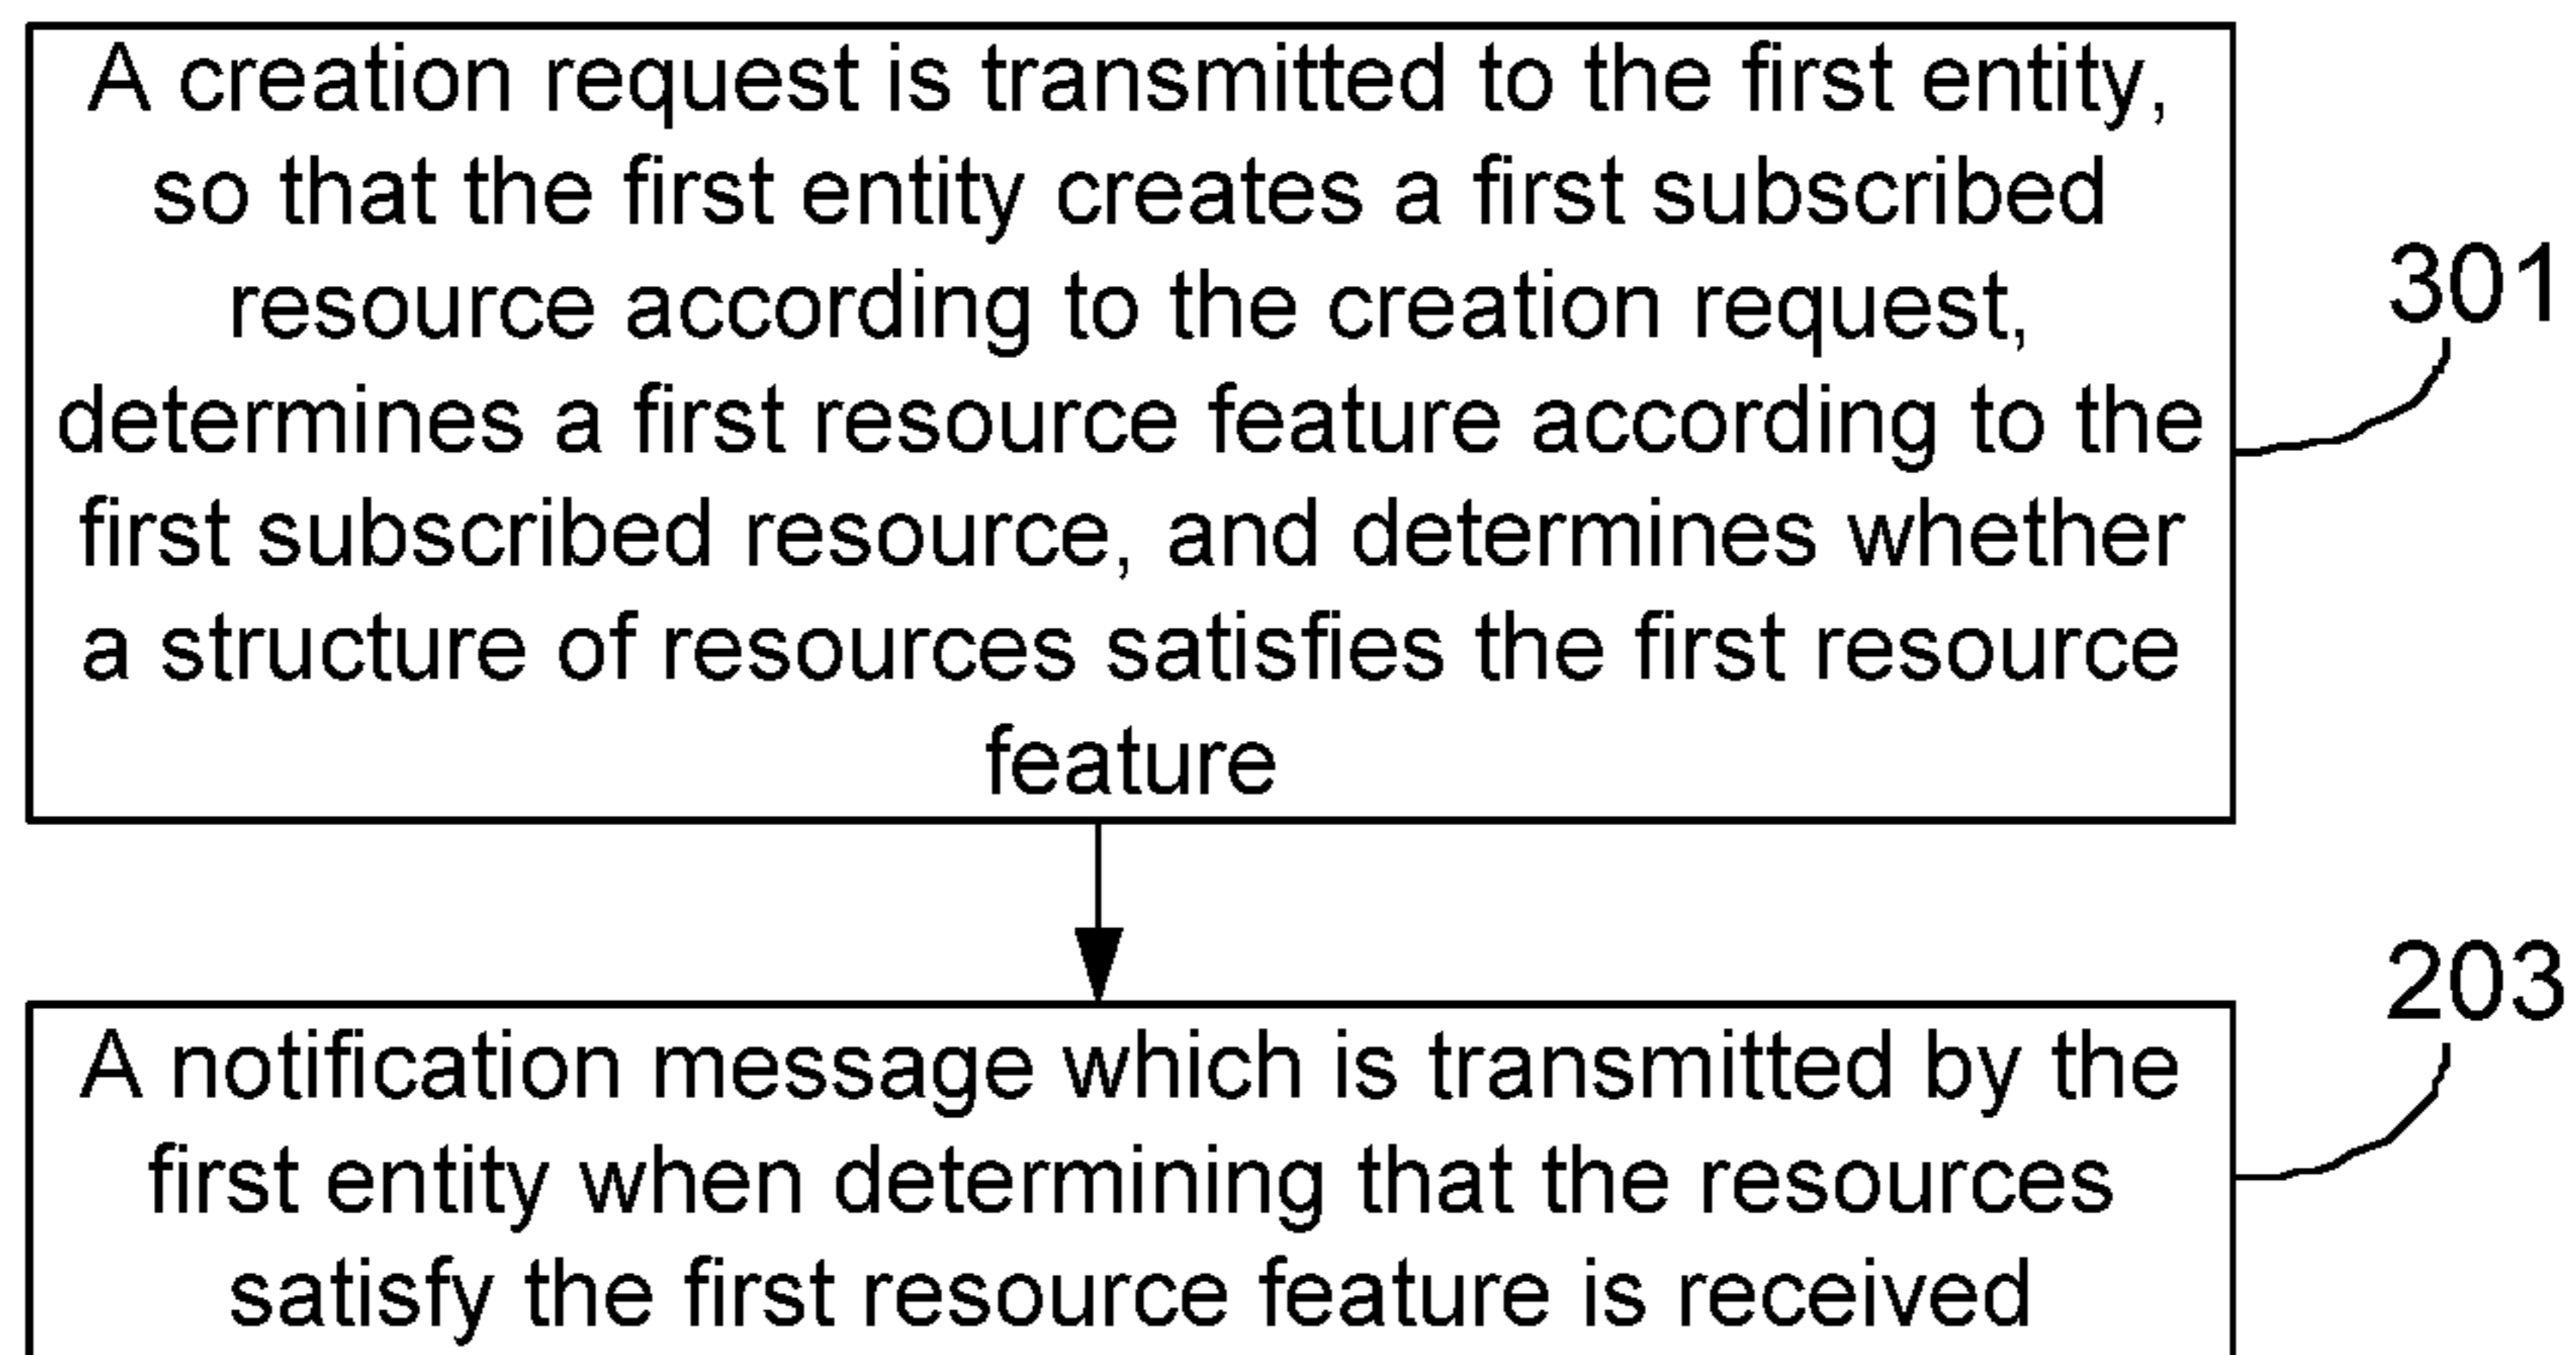 A creation request is transmitted to the first entity,
so that the first entity creates a first subscribed
resource according to the creation request,
determines a first resource feature according to the
first subscribed resource, and determines whether
a structure of resources satisfies the first resource
feature
301
A notification message which is transmitted by the
first entity when determining that the resources
satisfy the first resource feature is received
203